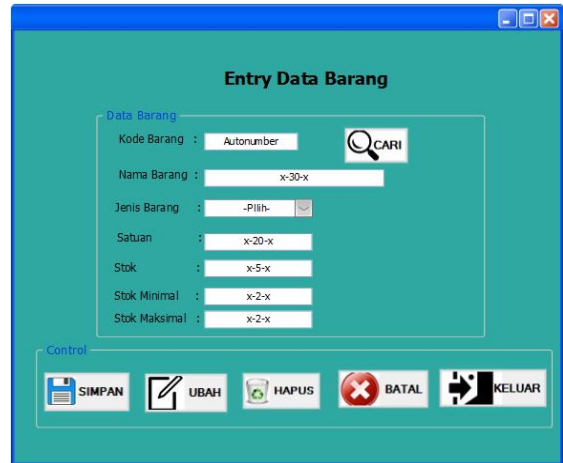 Entry Data Barang
Data Barang
Kode Barang : Autonumber CARI
Nama Barang : x-30-x
Jenis Barang : -PIlih-
Satuan : x-20-x
Stok : x-5-x
Stok Minimal : x-2-x
Stok Maksimal : x-2-x
Control
SIMPAN UBAH HAPUS BATAL KELUAR